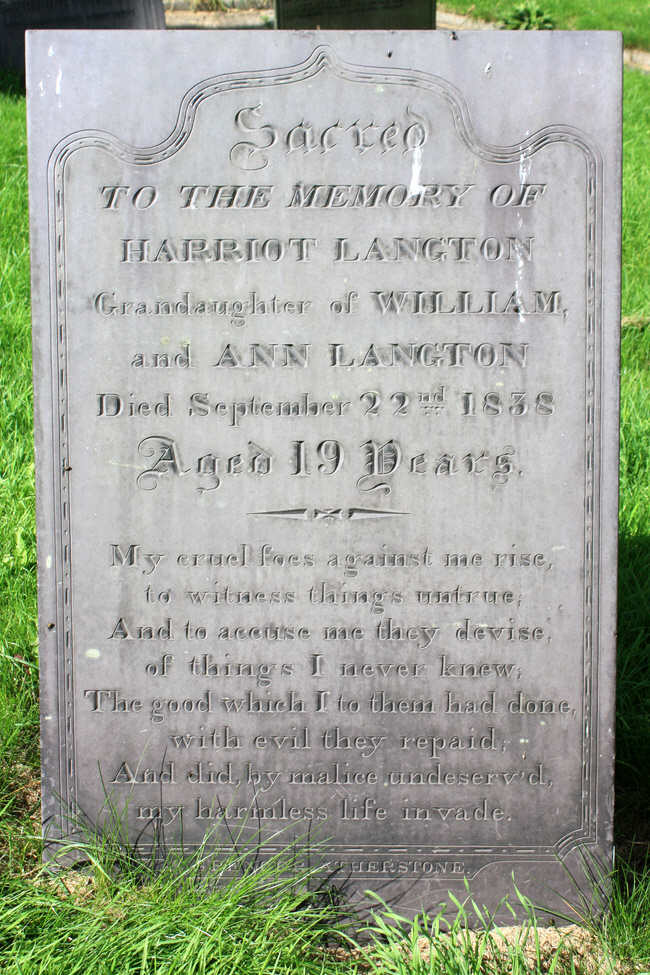 Sacred
TO THE MEMORY OF
HARRIOT LANGTON
Grandaughter of WILLIAM,
and ANN LANGTON
Died September 22nd 1838
Aged 19 Years.
My cruel foes against me rise,
to witness things untrue;
And to accuse me they devise,
of things I never knew;
The good which I to them had done,
with evil they repaid;
And did, by malice undeserv'd,
my harmless life invade.
ATHERSTONE.